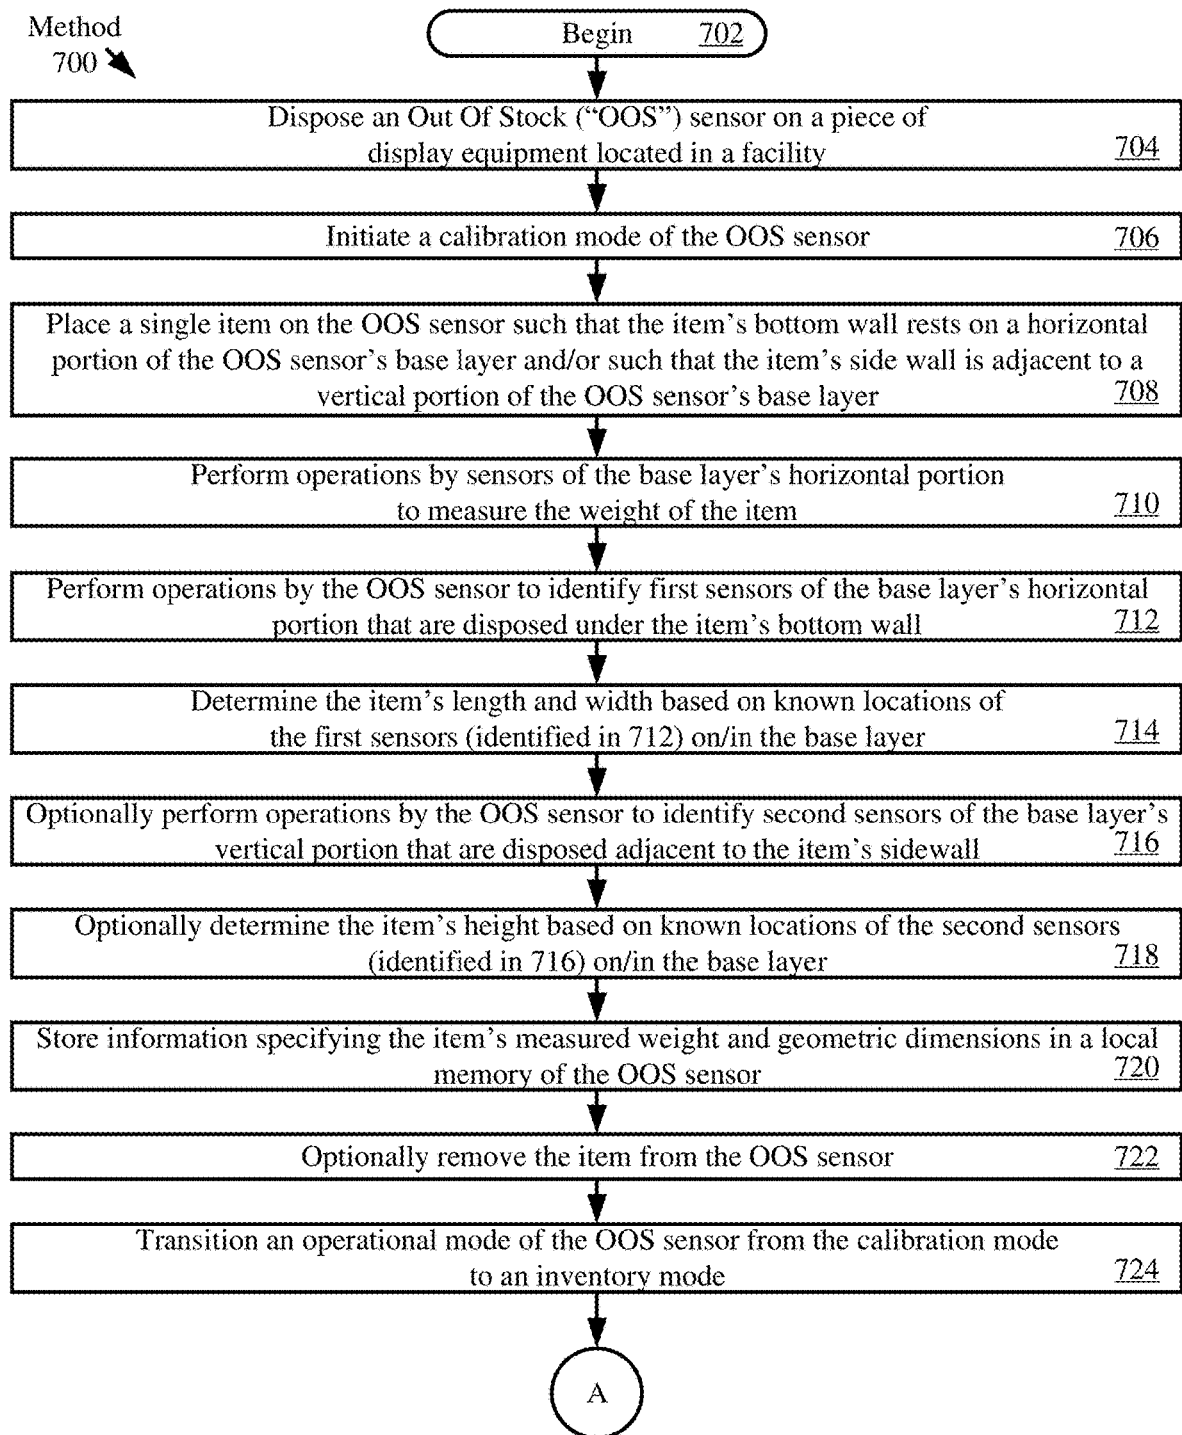 Method
700
Begin 702
Dispose an Out Of Stock (“OOS”) sensor on a piece of
display equipment located in a facility 704
Initiate a calibration mode of the OOS sensor 706
Place a single item on the OOS sensor such that the item’s bottom wall rests on a horizontal
portion of the OOS sensor’s base layer and/or such that the item’s side wall is adjacent to a
vertical portion of the OOS sensor’s base layer 708
Perform operations by sensors of the base layer’s horizontal portion
to measure the weight of the item 710
Perform operations by the OOS sensor to identify first sensors of the base layer’s horizontal
portion that are disposed under the item’s bottom wall 712
Determine the item’s length and width based on known locations of
the first sensors (identified in 712) on/in the base layer 714
Optionally perform operations by the OOS sensor to identify second sensors of the base layer’s
vertical portion that are disposed adjacent to the item’s sidewall 716
Optionally determine the item’s height based on known locations of the second sensors
(identified in 716) on/in the base layer 718
Store information specifying the item’s measured weight and geometric dimensions in a local
memory of the OOS sensor 720
Optionally remove the item from the OOS sensor 722
Transition an operational mode of the OOS sensor from the calibration mode
to an inventory mode 724
A